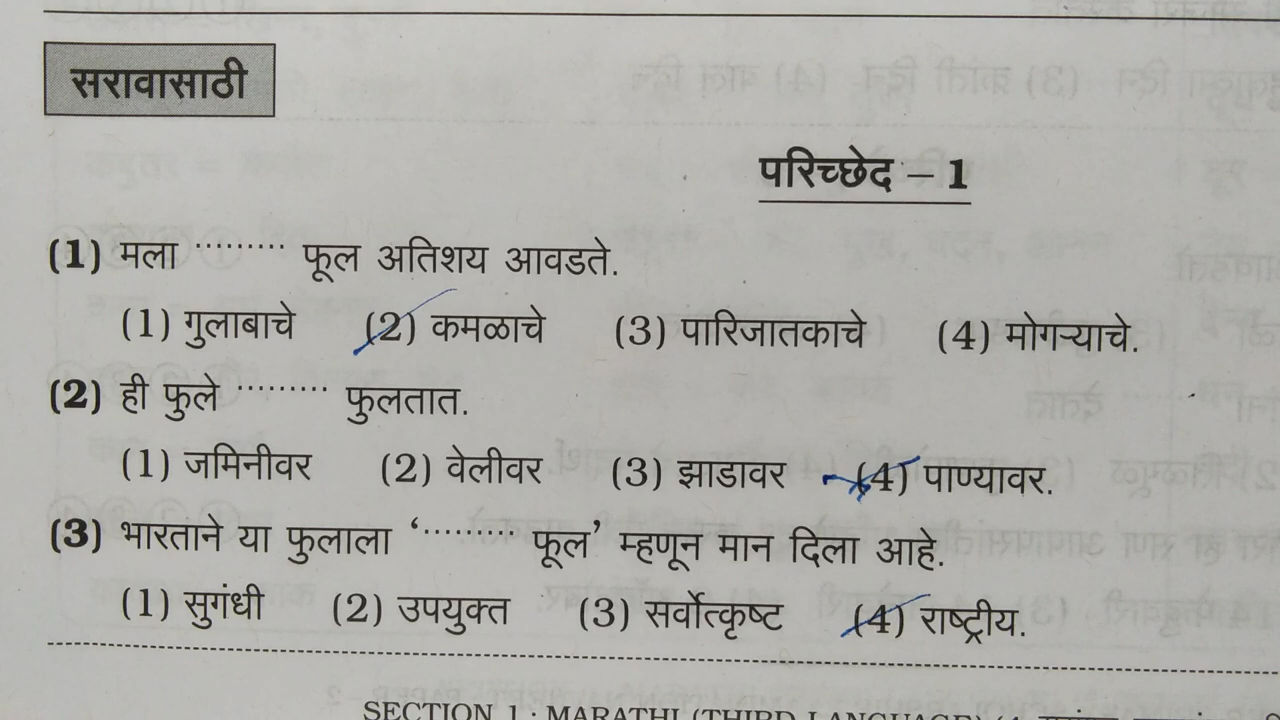 सरावासाठी
परिच्छेद – 1
(1) मला ......... फूल अतिशय आवडते.
(1) गुलाबाचे (2) कमळाचे (3) पारिजातकाचे (4) मोगऱ्याचे.
(2) ही फुले ......... फुलतात.
(1) जमिनीवर (2) वेलीवर (3) झाडावर (4) पाण्यावर.
(3) भारताने या फुलाला ‘......... फूल’ म्हणून मान दिला आहे.
(1) सुगंधी (2) उपयुक्त (3) सर्वोत्कृष्ट (4) राष्ट्रीय.
SECTION 1 : MARATHI (THIRD LANGUAGE)